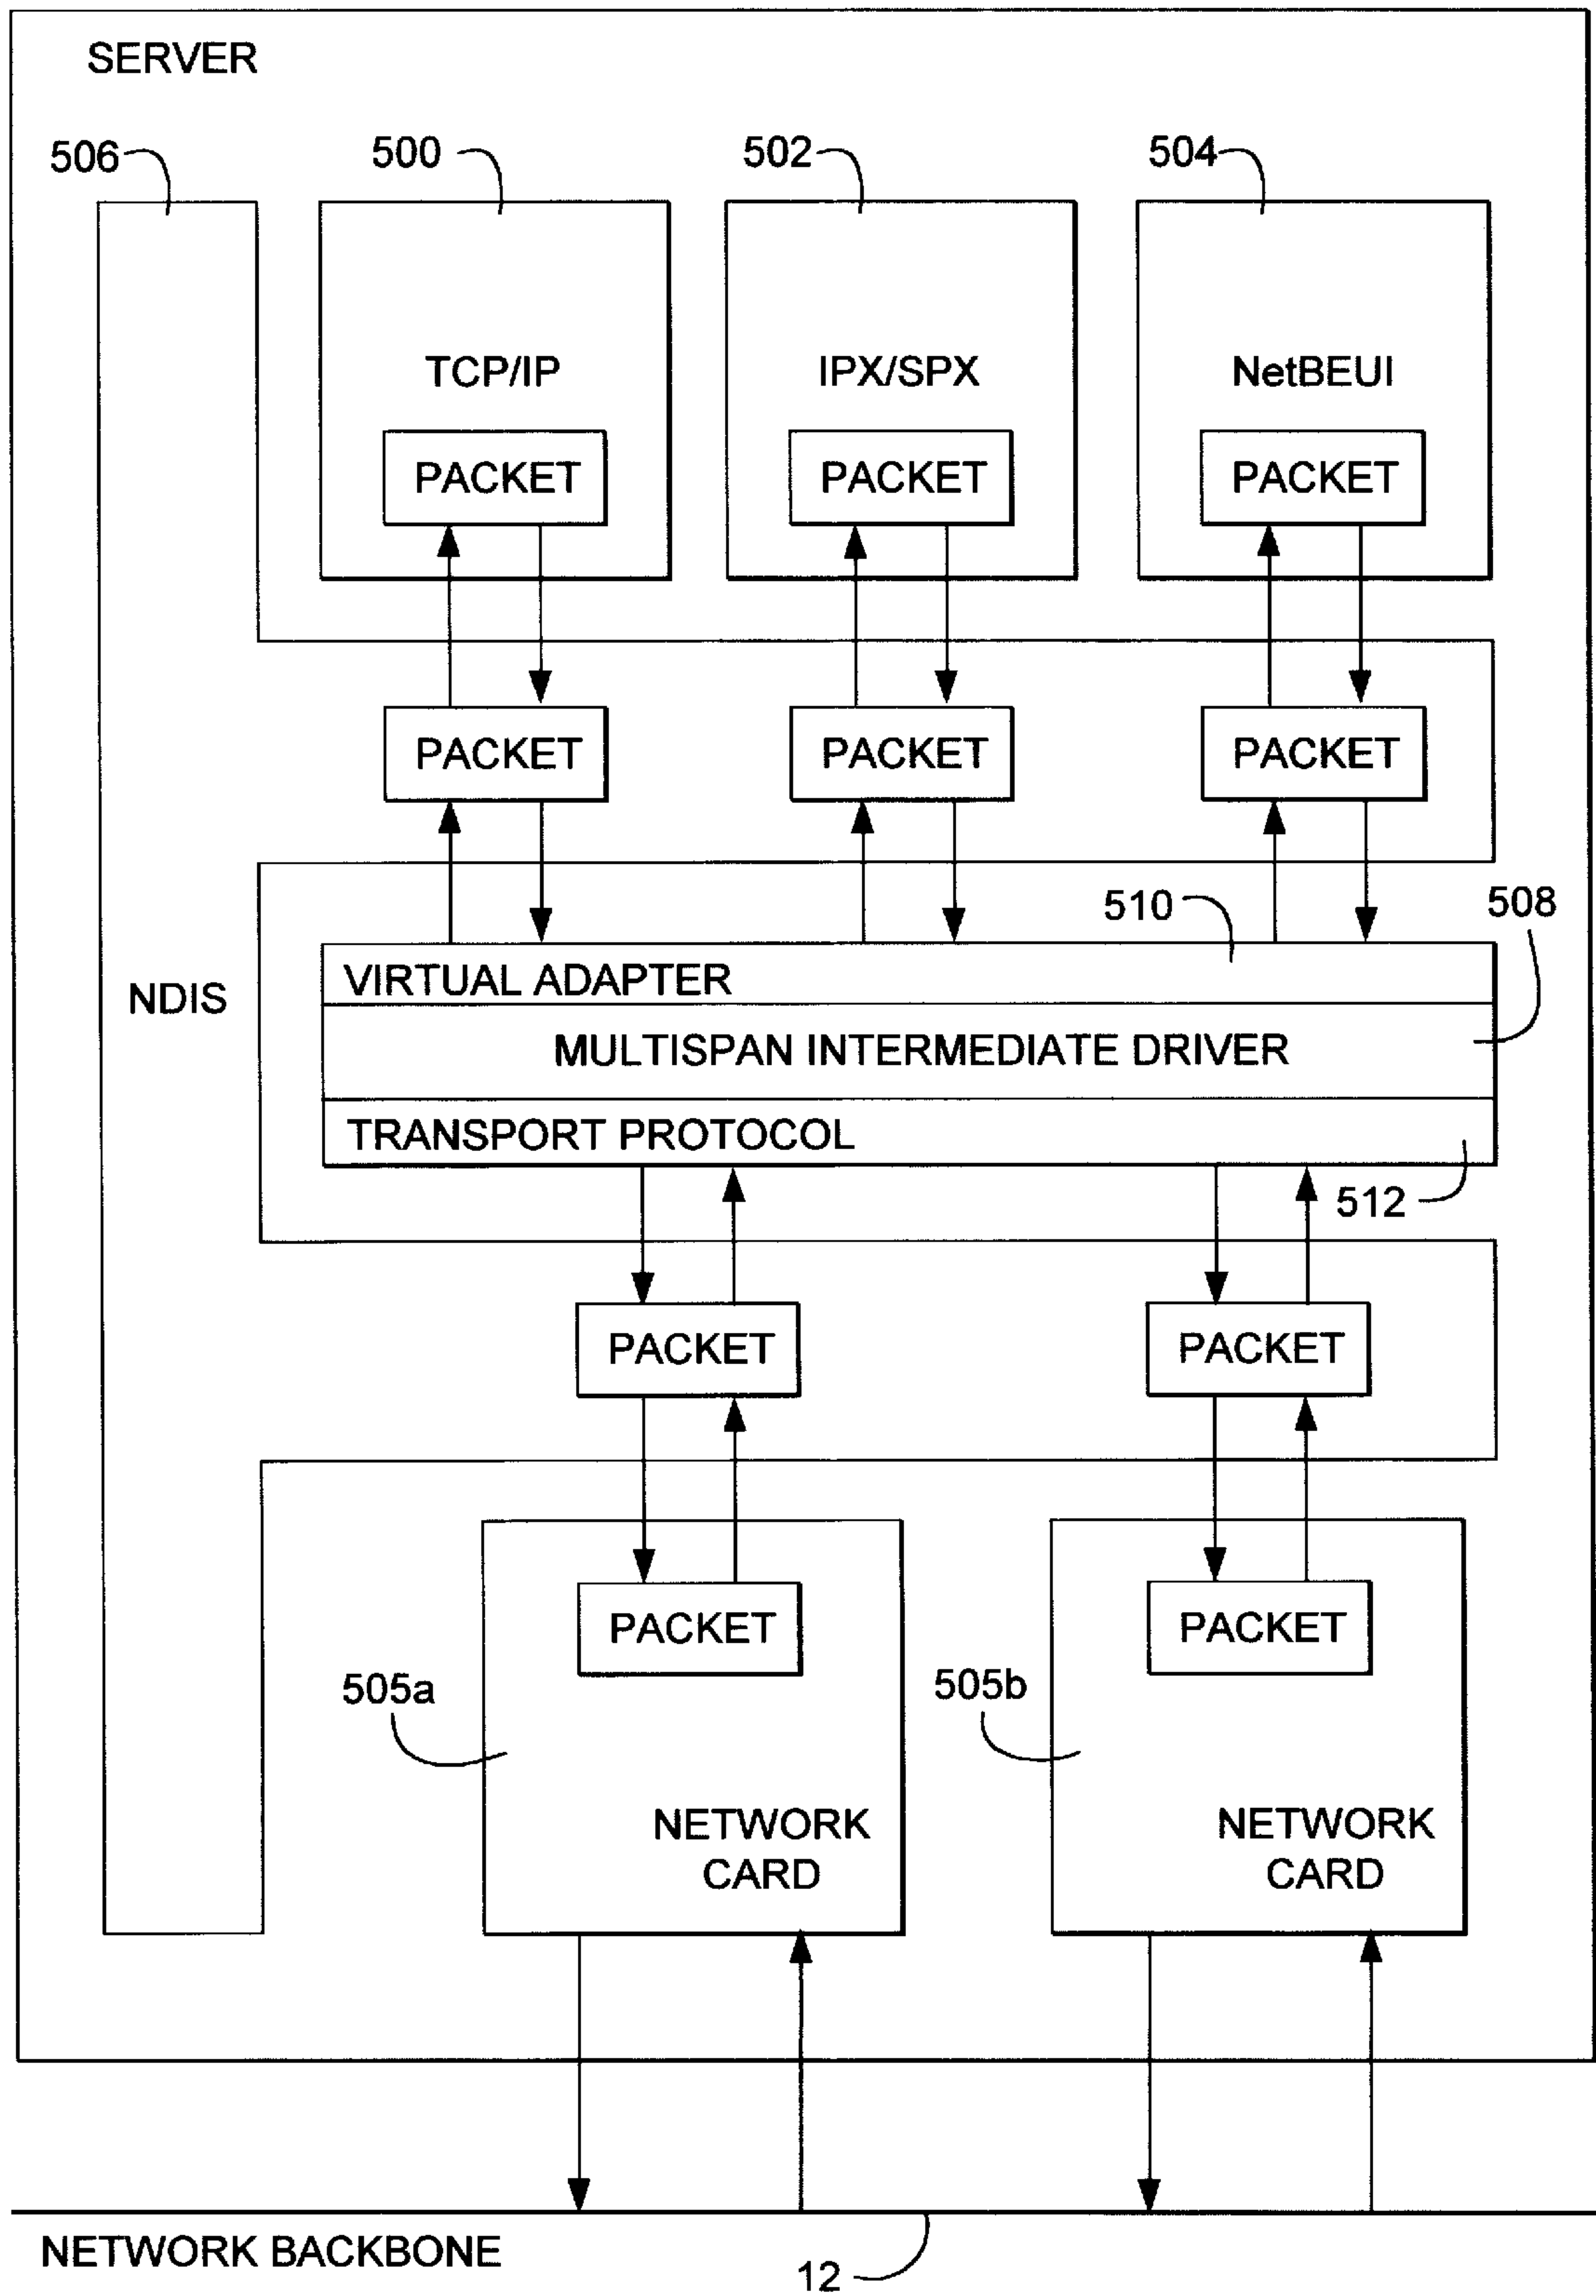 SERVER
506
500
502
504
TCP/IP
IPX/SPX
NetBEUI
PACKET
PACKET
PACKET
PACKET
PACKET
PACKET
510
508
VIRTUAL ADAPTER
NDIS
MULTISPAN INTERMEDIATE DRIVER
TRANSPORT PROTOCOL
512
PACKET
PACKET
PACKET
PACKET
505a
505b
NETWORK
CARD
NETWORK
CARD
NETWORK BACKBONE
12